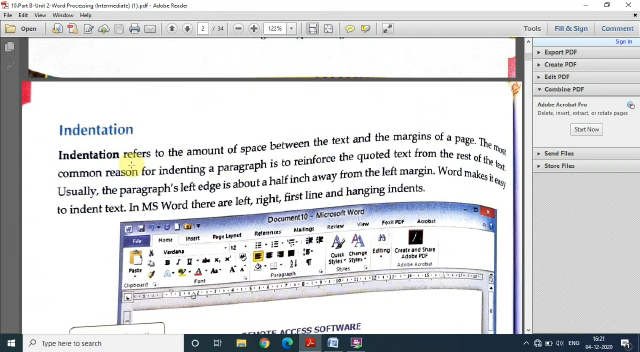 10.Part B-Unit 2-Word Processing (Intermediate) (1).pdf - Adobe Reader
File Edit View Window Help
Open 2 / 34 122% Tools Fill & Sign Comment
Sign In
Export PDF
Create PDF
Edit PDF
Combine PDF
Adobe Acrobat Pro
Delete, insert, extract, or rotate pages
Start Now
Send Files
Store Files
Indentation
Indentation refers to the amount of space between the text and the margins of a page. The most
common reason for indenting a paragraph is to reinforce the quoted text from the rest of the text.
Usually, the paragraph's left edge is about a half inch away from the left margin. Word makes it easy
to indent text. In MS Word there are left, right, first line and hanging indents.
Document10 - Microsoft Word
File Home Insert Page Layout References Mailings Review View Foxit PDF Acrobat
Verdana 12
Paste Quick Styles Change Styles Editing Create and Share Adobe PDF
Clipboard Font Paragraph Styles Adobe Acrobat
REMOTE ACCESS SOFTWARE
Type here to search
ENG
16:21
04-12-2020